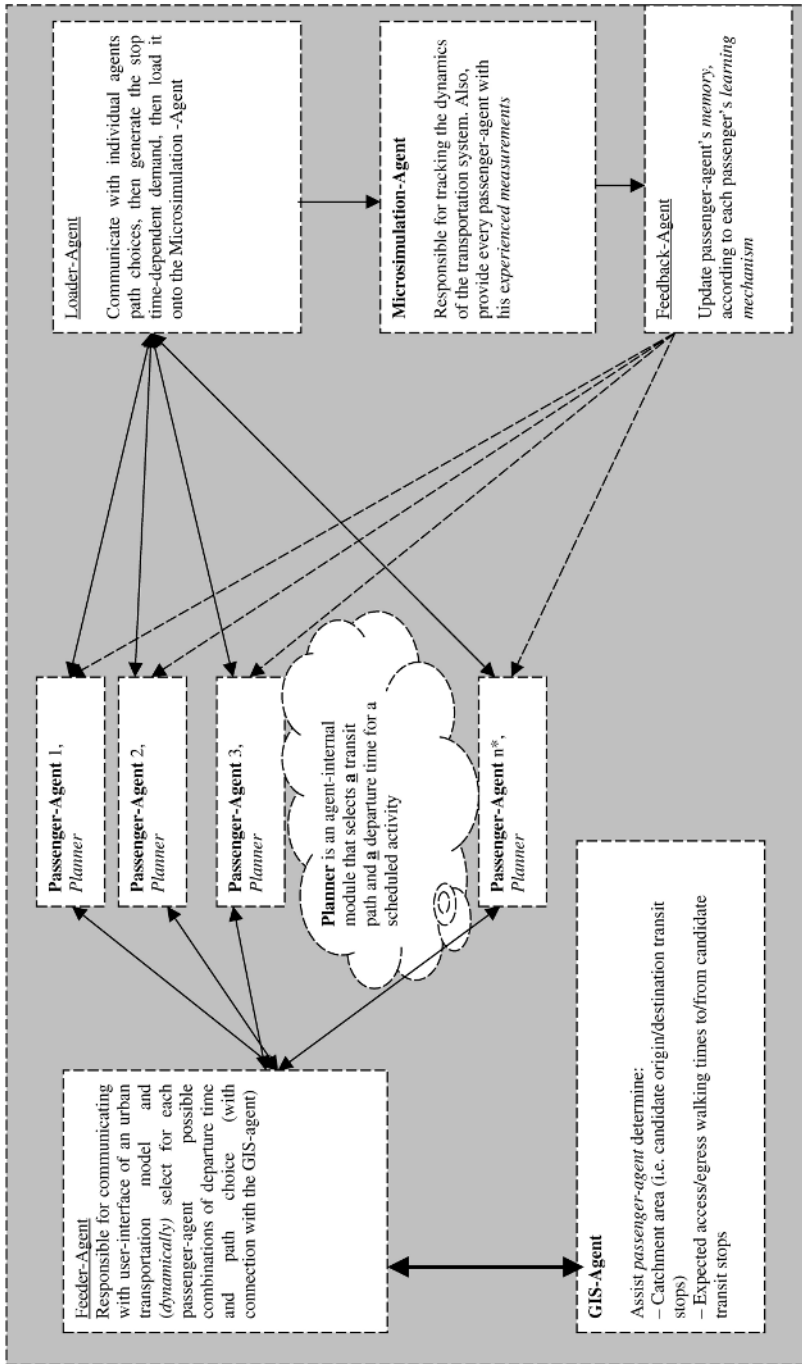 Feeder-Agent
Responsible for communicating
with user-interface of an urban
transportation model and
(dynamically) select for each
passenger-agent possible
combinations of departure time
and path choice (with
connection with the GIS-agent)
GIS-Agent
Assist passenger-agent determine:
– Catchment area (i.e. candidate origin/destination transit
stops)
– Expected access/egress walking times to/from candidate
transit stops
Passenger-Agent 1,
Planner
Passenger-Agent 2,
Planner
Passenger-Agent 3,
Planner
Planner is an agent-internal
module that selects a transit
path and a departure time for a
scheduled activity
Passenger-Agent n*,
Planner
Loader-Agent
Communicate with individual agents
path choices, then generate the stop
time-dependent demand, then load it
onto the Microsimulation -Agent
Microsimulation-Agent
Responsible for tracking the dynamics
of the transportation system. Also,
provide every passenger-agent with
his experienced measurements
Feedback-Agent
Update passenger-agent's memory,
according to each passenger's learning
mechanism